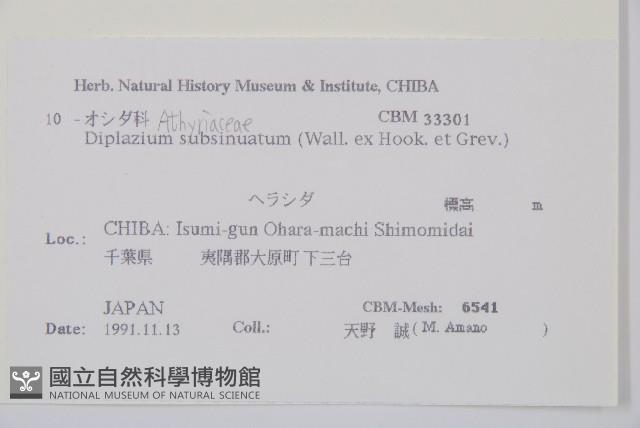 Herb. Natural History Museum & Institute, CHIBA
10 - オシダ科 Athyriaceae CBM 33301
Diplazium subsinuatum (Wall. ex Hook. et Grev.)
ヘラシダ 標高 m
Loc.: CHIBA: Isumi-gun Ohara-machi Shimomidai
千葉県 夷隅郡大原町下三台
JAPAN CBM-Mesh: 6541
Date: 1991.11.13 Coll.: 天野 誠 ( M. Amano )
國立自然科學博物館
NATIONAL MUSEUM OF NATURAL SCIENCE